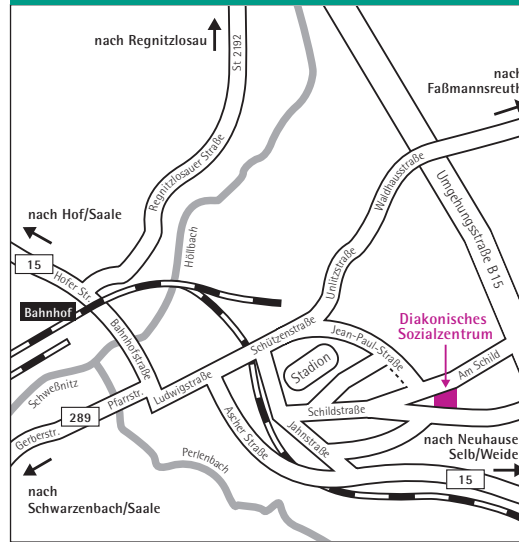 nach Regnitzlosau
St 2192
nach
Faßmannsreuth
Regnitzlosauer Straße
Waldhausstraße
Umgehungsstraße B15
nach Hof/Saale
15
Hofer Str.
Höllbach
Unlitzstraße
Bahnhof
Bahnhofstraße
Schützenstraße
Jean-Paul-Straße
Diakonisches
Sozialzentrum
Am Schild
Stadion
Schweßnitz
Pfarrstr.
Ludwigstraße
Schildstraße
289
Gerberstr.
Ascher Straße
Jahnstraße
nach Neuhause
Selb/Weide
15
Perlenbach
nach
Schwarzenbach/Saale